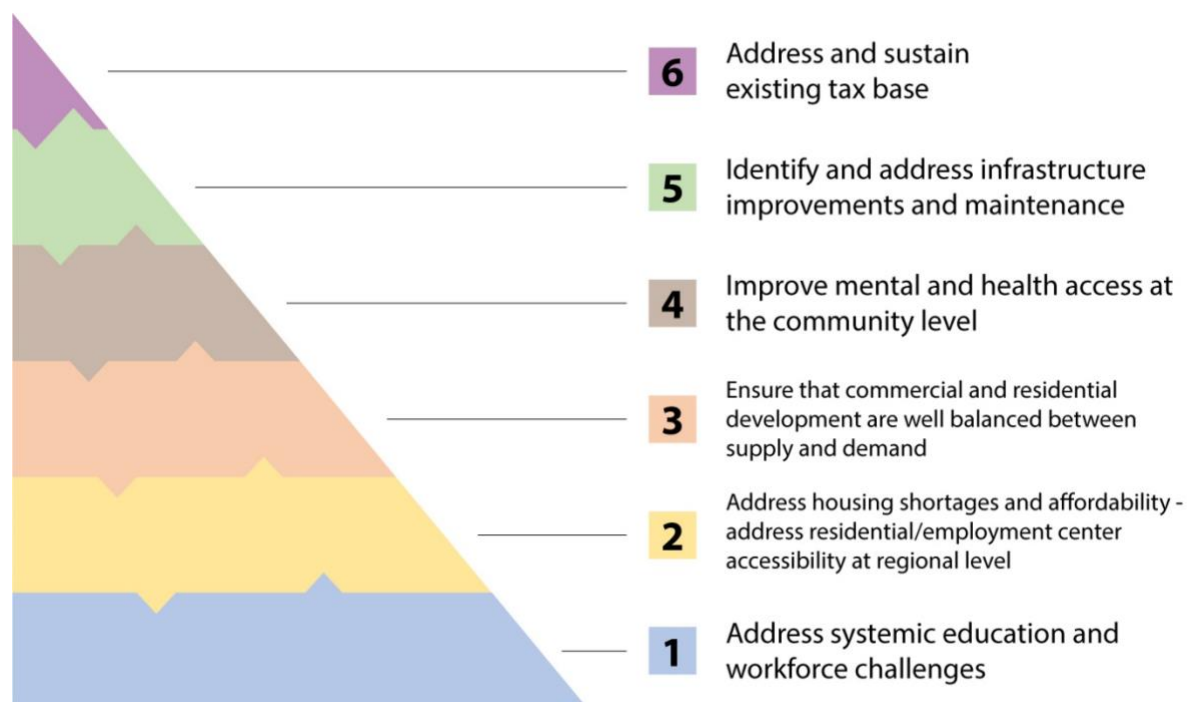 6
Address and sustain
existing tax base
5
Identify and address infrastructure
improvements and maintenance
4
Improve mental and health access at
the community level
3
Ensure that commercial and residential
development are well balanced between
supply and demand
2
Address housing shortages and affordability -
address residential/employment center
accessibility at regional level
1
Address systemic education and
workforce challenges